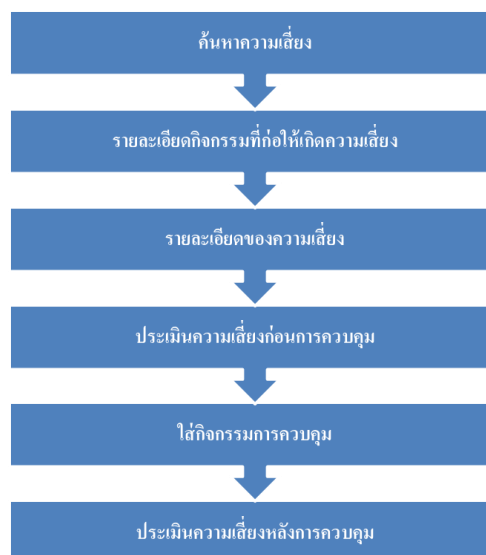 ค้นหาความเสี่ยง
รายละเอียดกิจกรรมที่ก่อให้เกิดความเสี่ยง
รายละเอียดของความเสี่ยง
ประเมินความเสี่ยงก่อนการควบคุม
ใส่กิจกรรมการควบคุม
ประเมินความเสี่ยงหลังการควบคุม